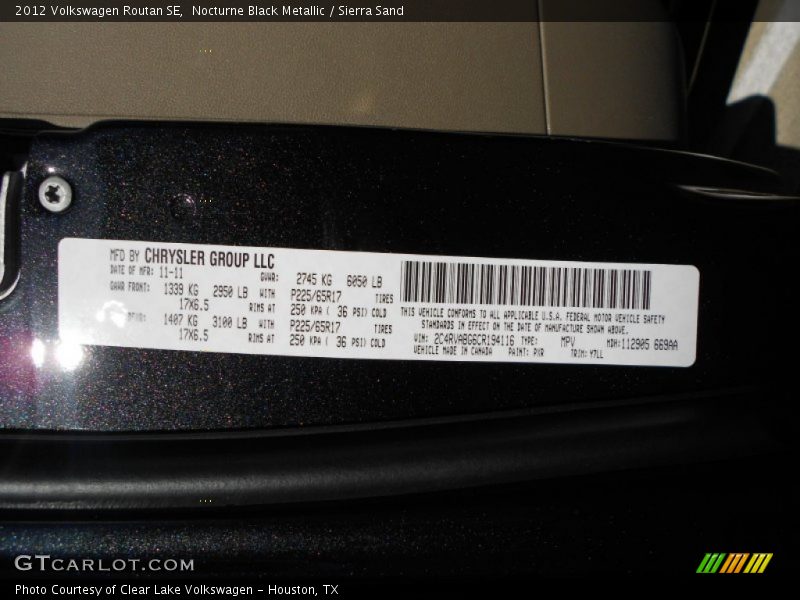 2012 Volkswagen Routan SE,  Nocturne Black Metallic / Sierra Sand
MFD BY CHRYSLER GROUP LLC
DATE OF MFR: 11-11 GVWR: 2745 KG 6050 LB
GAWR FRONT: 1339 KG 2950 LB WITH P225/65R17 TIRES
17X6.5 RIMS AT 250 KPA ( 36 PSI) COLD
1407 KG 3100 LB WITH P225/65R17 TIRES
17X6.5 RIMS AT 250 KPA ( 36 PSI) COLD
THIS VEHICLE CONFORMS TO ALL APPLICABLE U.S.A. FEDERAL MOTOR VEHICLE SAFETY
STANDARDS IN EFFECT ON THE DATE OF MANUFACTURE SHOWN ABOVE.
VIN: 2C4RVABG6CR194116 TYPE: MPV MDH:112905 669AA
VEHICLE MADE IN CANADA PAINT: PXR TRIM: Y7LL
GTcarlot.com
Photo Courtesy of Clear Lake Volkswagen – Houston, TX